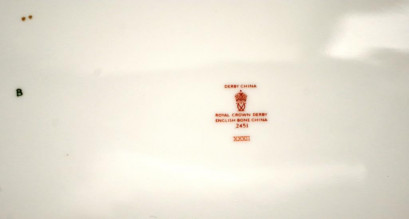 DERBY CHINA
ROYAL CROWN DERBY
ENGLISH BONE CHINA
2451
B